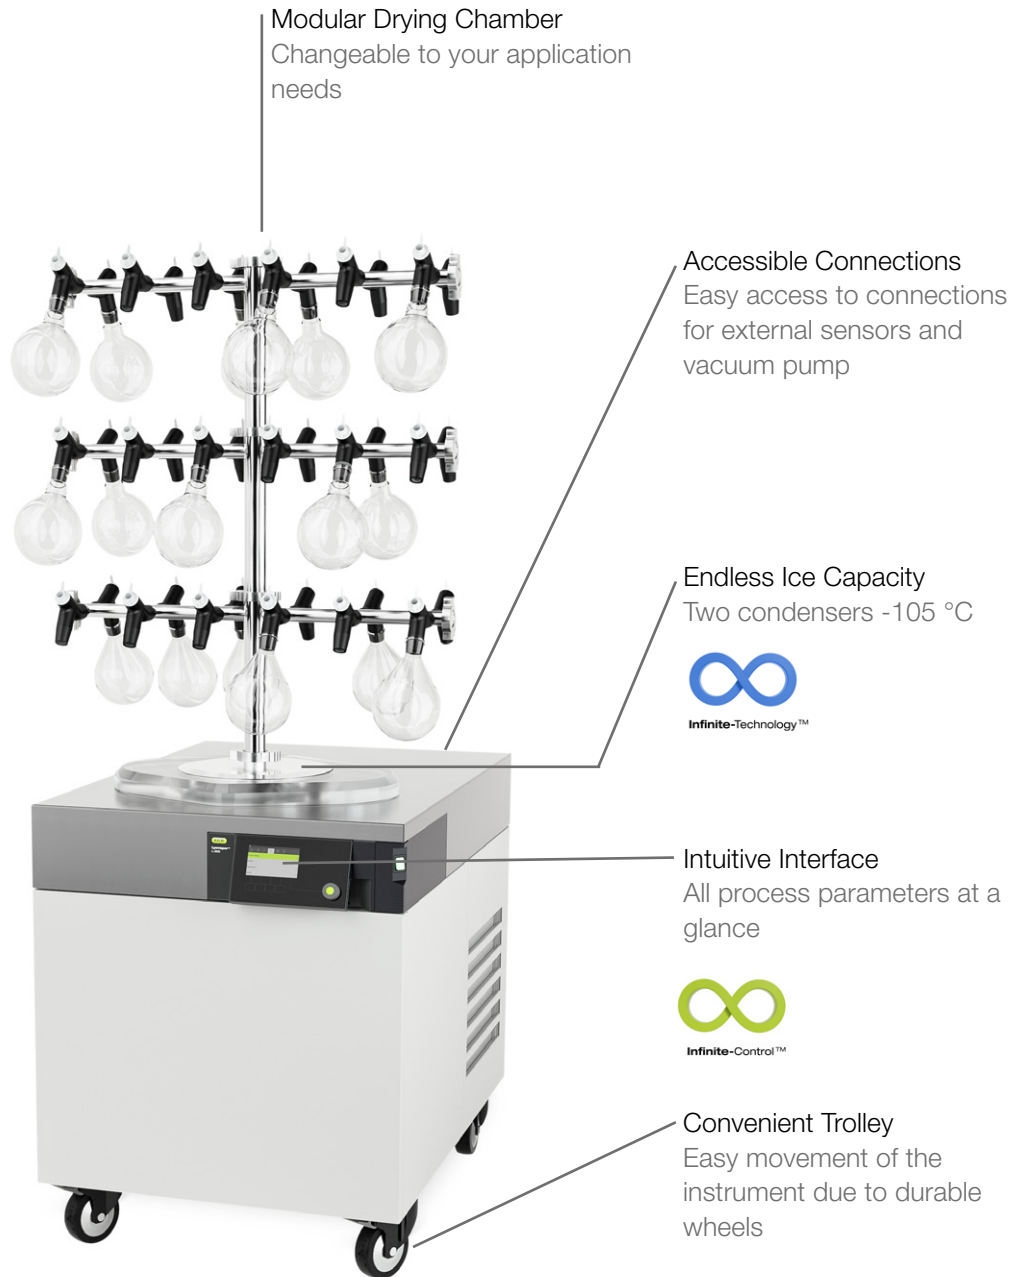 Modular Drying Chamber
Changeable to your application
needs
Accessible Connections
Easy access to connections
for external sensors and
vacuum pump
Endless Ice Capacity
Two condensers -105 °C
Infinite-Technology™
Intuitive Interface
All process parameters at a
glance
Infinite-Control™
Convenient Trolley
Easy movement of the
instrument due to durable
wheels